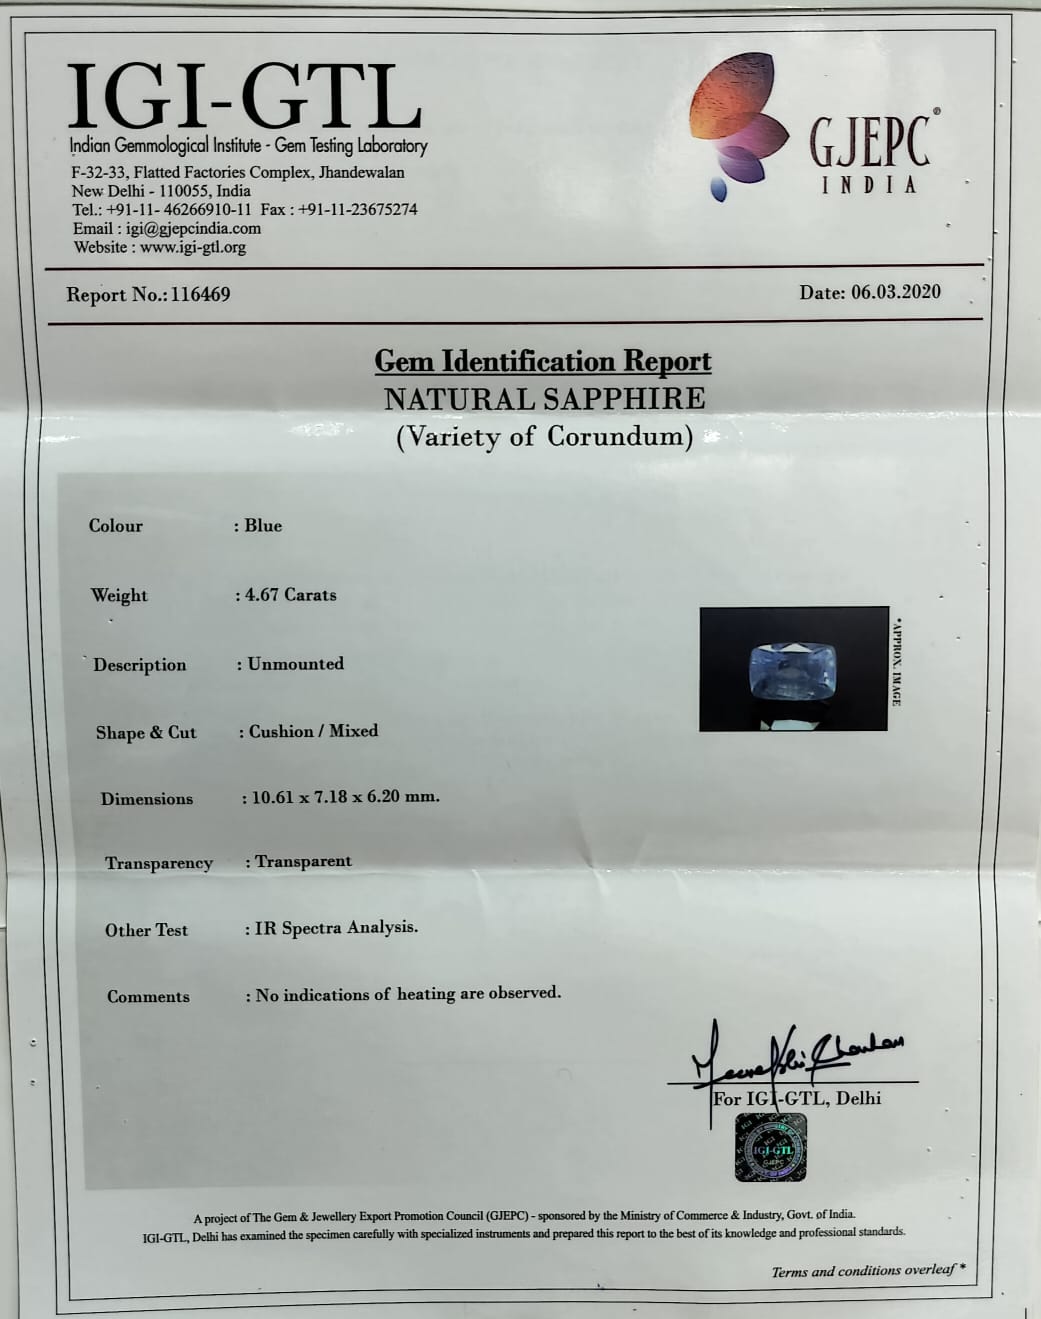 IGI-GTL
Indian Gemmological Institute - Gem Testing Laboratory
F-32-33, Flatted Factories Complex, Jhandewalan
New Delhi - 110055, India
Tel.: +91-11- 46266910-11 Fax : +91-11-23675274
Email : igi@gjepcindia.com
Website : www.igi-gtl.org
GJEPC®
INDIA
Report No.: 116469
Date: 06.03.2020
Gem Identification Report
NATURAL SAPPHIRE
(Variety of Corundum)
Colour : Blue
Weight : 4.67 Carats
Description : Unmounted
Shape & Cut : Cushion / Mixed
Dimensions : 10.61 x 7.18 x 6.20 mm.
Transparency : Transparent
Other Test : IR Spectra Analysis.
Comments : No indications of heating are observed.
*APPROX. IMAGE
Meenakshi Chauhan
For IGI-GTL, Delhi
IGI-GTL
GJEPC
A project of The Gem & Jewellery Export Promotion Council (GJEPC) - sponsored by the Ministry of Commerce & Industry, Govt. of India.
IGI-GTL, Delhi has examined the specimen carefully with specialized instruments and prepared this report to the best of its knowledge and professional standards.
Terms and conditions overleaf *